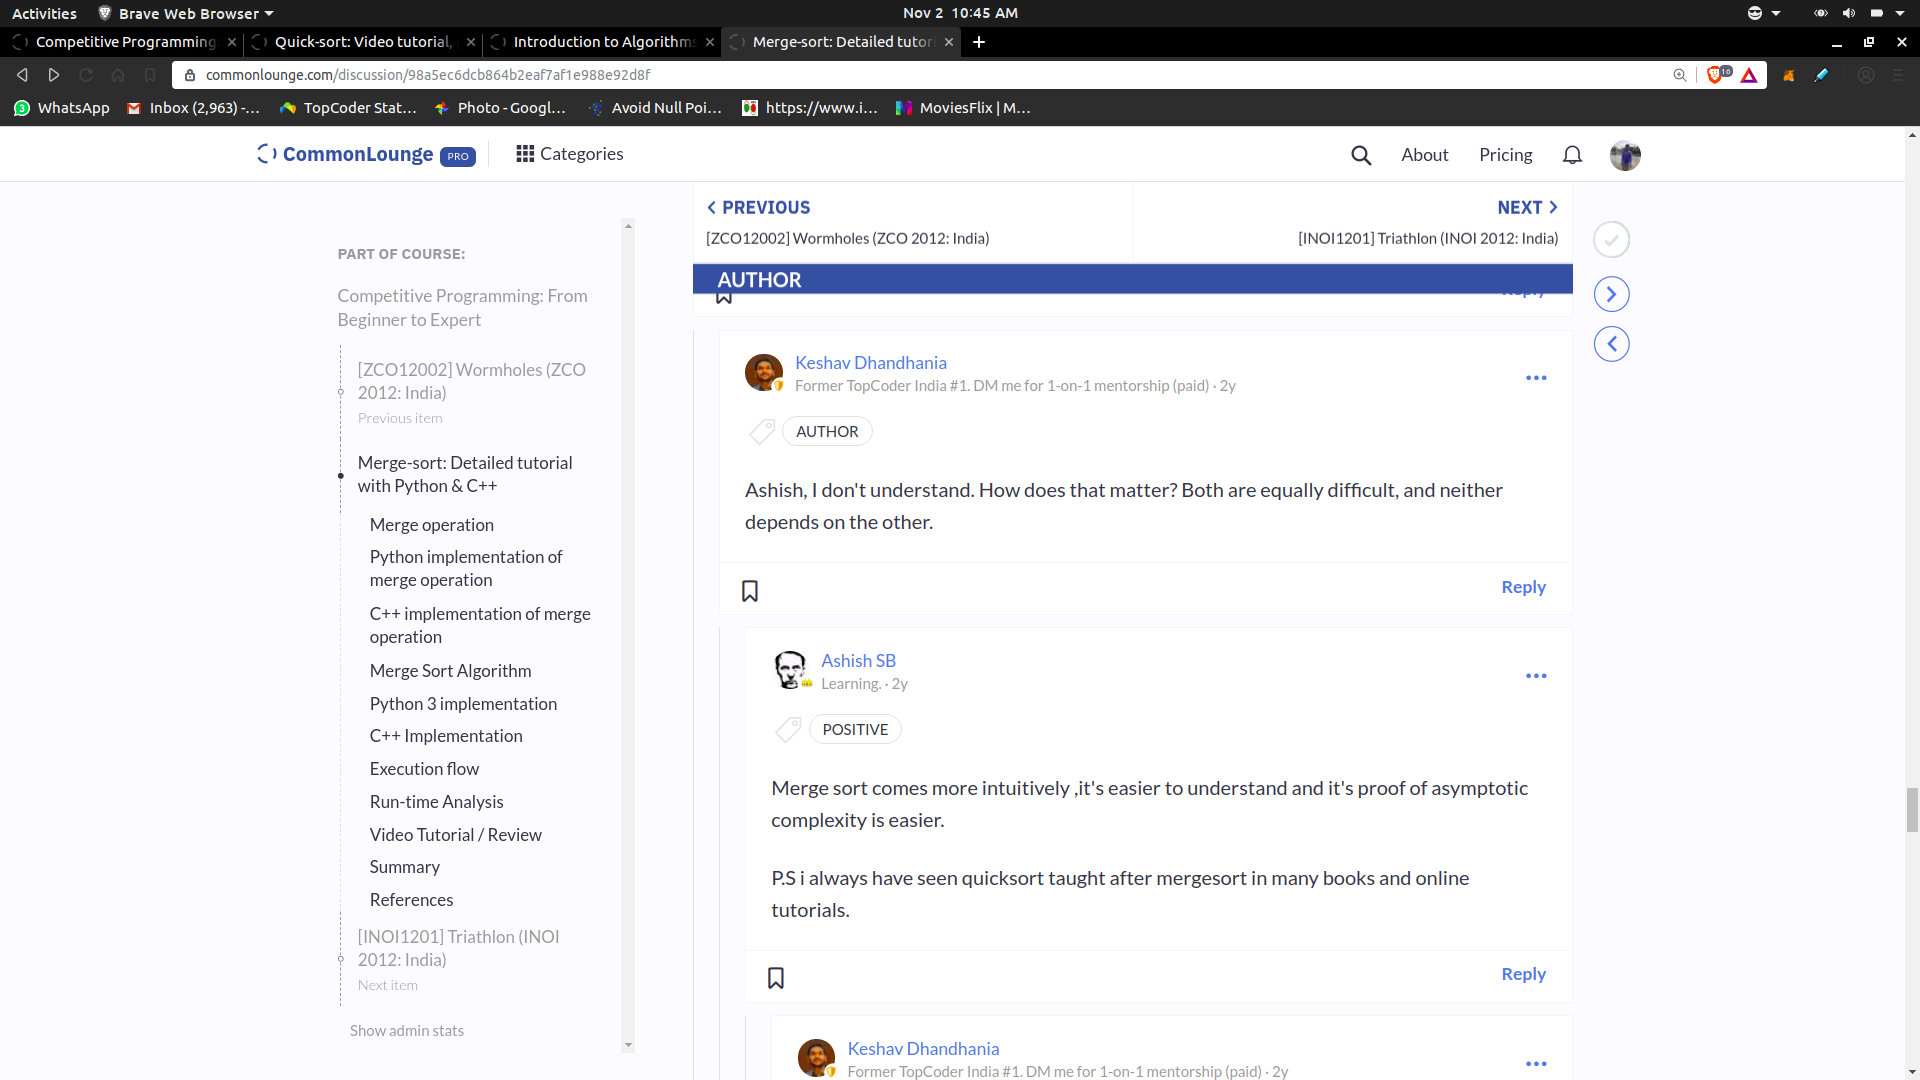 Activities Brave Web Browser Nov 2 10:45 AM
Competitive Programming Quick-sort: Video tutorial, Introduction to Algorithms Merge-sort: Detailed tutori
commonlounge.com/discussion/98a5ec6dcb864b2eaf7af1e988e92d8f 16
3 WhatsApp Inbox (2,963) -... TopCoder Stat... Photo - Googl... Avoid Null Poi... https://www.i... MoviesFlix | M...
CommonLounge PRO Categories About Pricing
PREVIOUS NEXT
[ZCO12002] Wormholes (ZCO 2012: India) [INOI1201] Triathlon (INOI 2012: India)
AUTHOR
Reply
PART OF COURSE:
Competitive Programming: From
Beginner to Expert
[ZCO12002] Wormholes (ZCO
2012: India)
Previous item
Merge-sort: Detailed tutorial
with Python & C++
Merge operation
Python implementation of
merge operation
C++ implementation of merge
operation
Merge Sort Algorithm
Python 3 implementation
C++ Implementation
Execution flow
Run-time Analysis
Video Tutorial / Review
Summary
References
[INOI1201] Triathlon (INOI
2012: India)
Next item
Show admin stats
Keshav Dhandhania
Former TopCoder India #1. DM me for 1-on-1 mentorship (paid) · 2y
AUTHOR
Ashish, I don't understand. How does that matter? Both are equally difficult, and neither
depends on the other.
Reply
Ashish SB
Learning. · 2y
POSITIVE
Merge sort comes more intuitively ,it's easier to understand and it's proof of asymptotic
complexity is easier.
P.S i always have seen quicksort taught after mergesort in many books and online
tutorials.
Reply
Keshav Dhandhania
Former TopCoder India #1. DM me for 1-on-1 mentorship (paid) · 2y